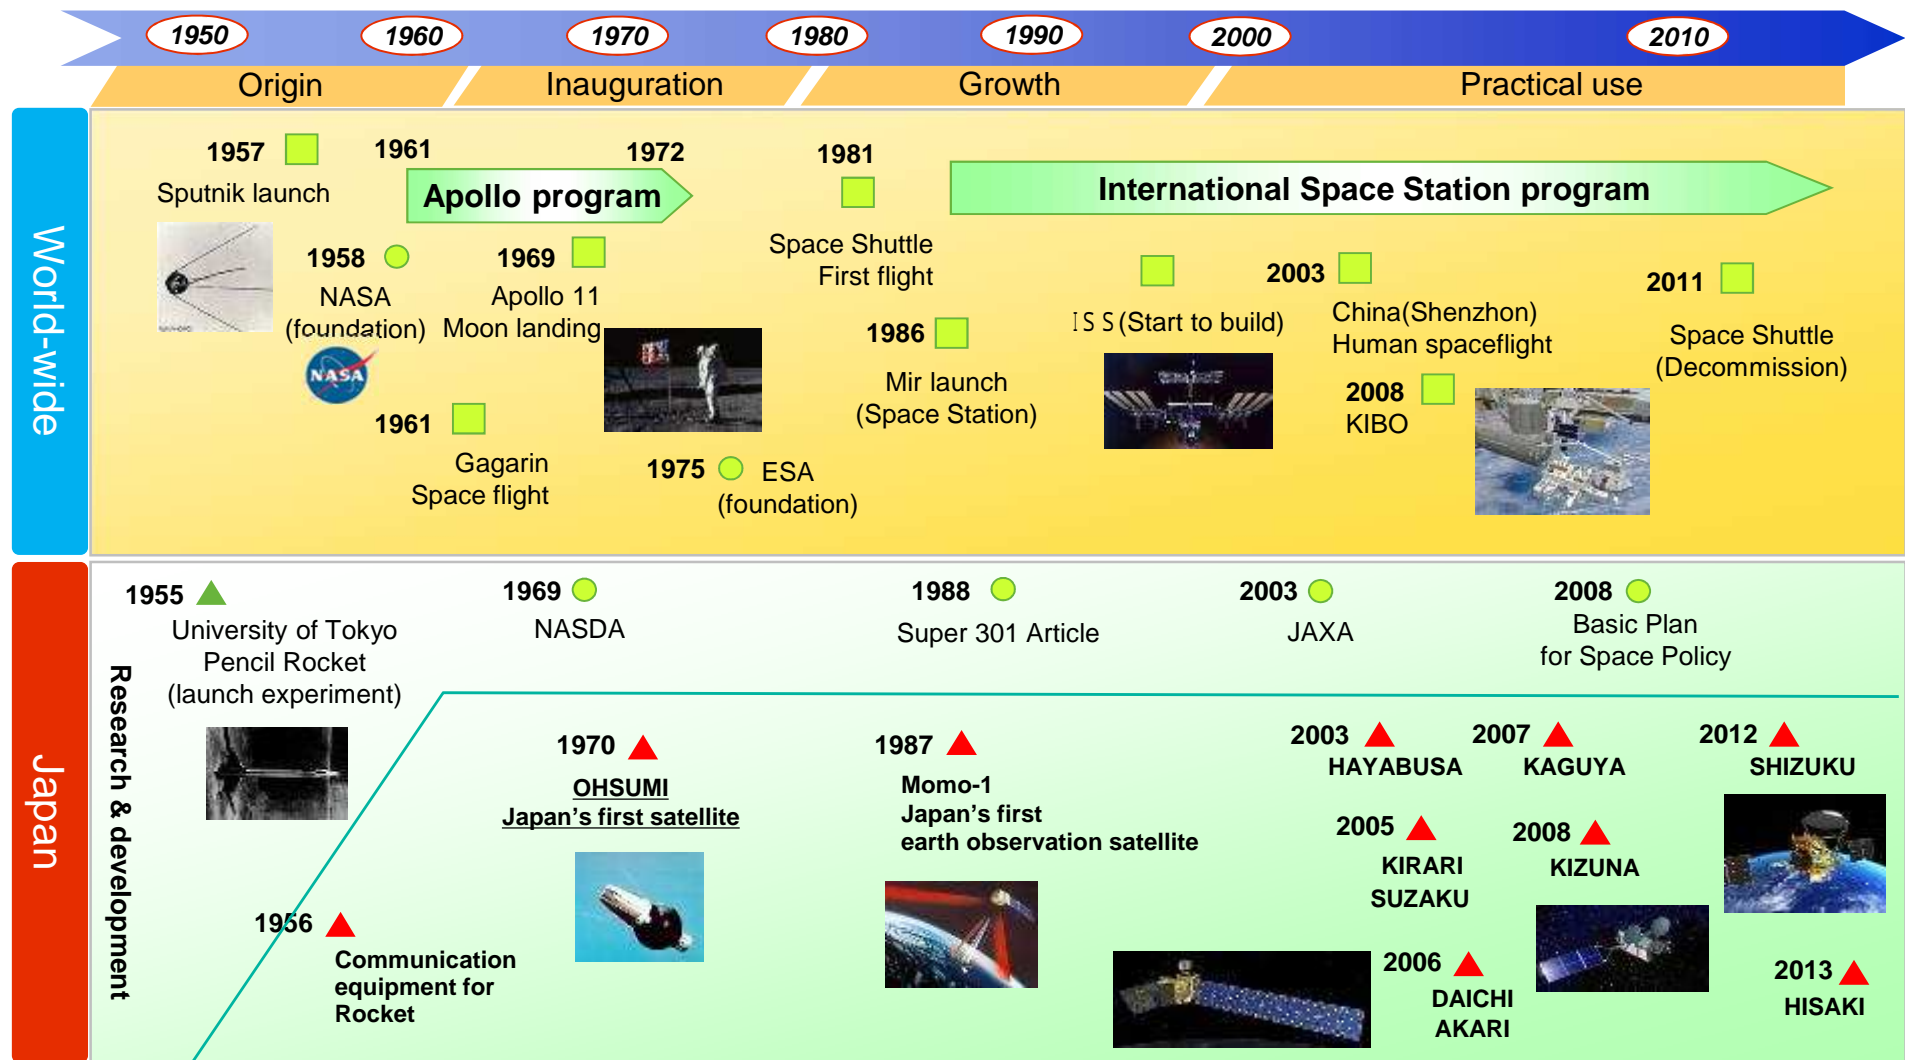 1950 1960 1970 1980 1990 2000 2010
Origin Inauguration Growth Practical use
World-wide
1957
Sputnik launch
1961 1972
Apollo program
1958
NASA
(foundation)
NASA
1969
Apollo 11
Moon landing
1961
Gagarin
Space flight
1975 ESA
(foundation)
1981
Space Shuttle
First flight
1986
Mir launch
(Space Station)
International Space Station program
ISS(Start to build)
2003
China(Shenzhon)
Human spaceflight
2008
KIBO
2011
Space Shuttle
(Decommission)
Japan
Research & development
1955
University of Tokyo
Pencil Rocket
(launch experiment)
1969
NASDA
1988
Super 301 Article
2003
JAXA
2008
Basic Plan
for Space Policy
1956
Communication
equipment for
Rocket
1970
OHSUMI
Japan’s first satellite
1987
Momo-1
Japan’s first
earth observation satellite
2003
HAYABUSA
2005
KIRARI
SUZAKU
2006
DAICHI
AKARI
2007
KAGUYA
2008
KIZUNA
2012
SHIZUKU
2013
HISAKI